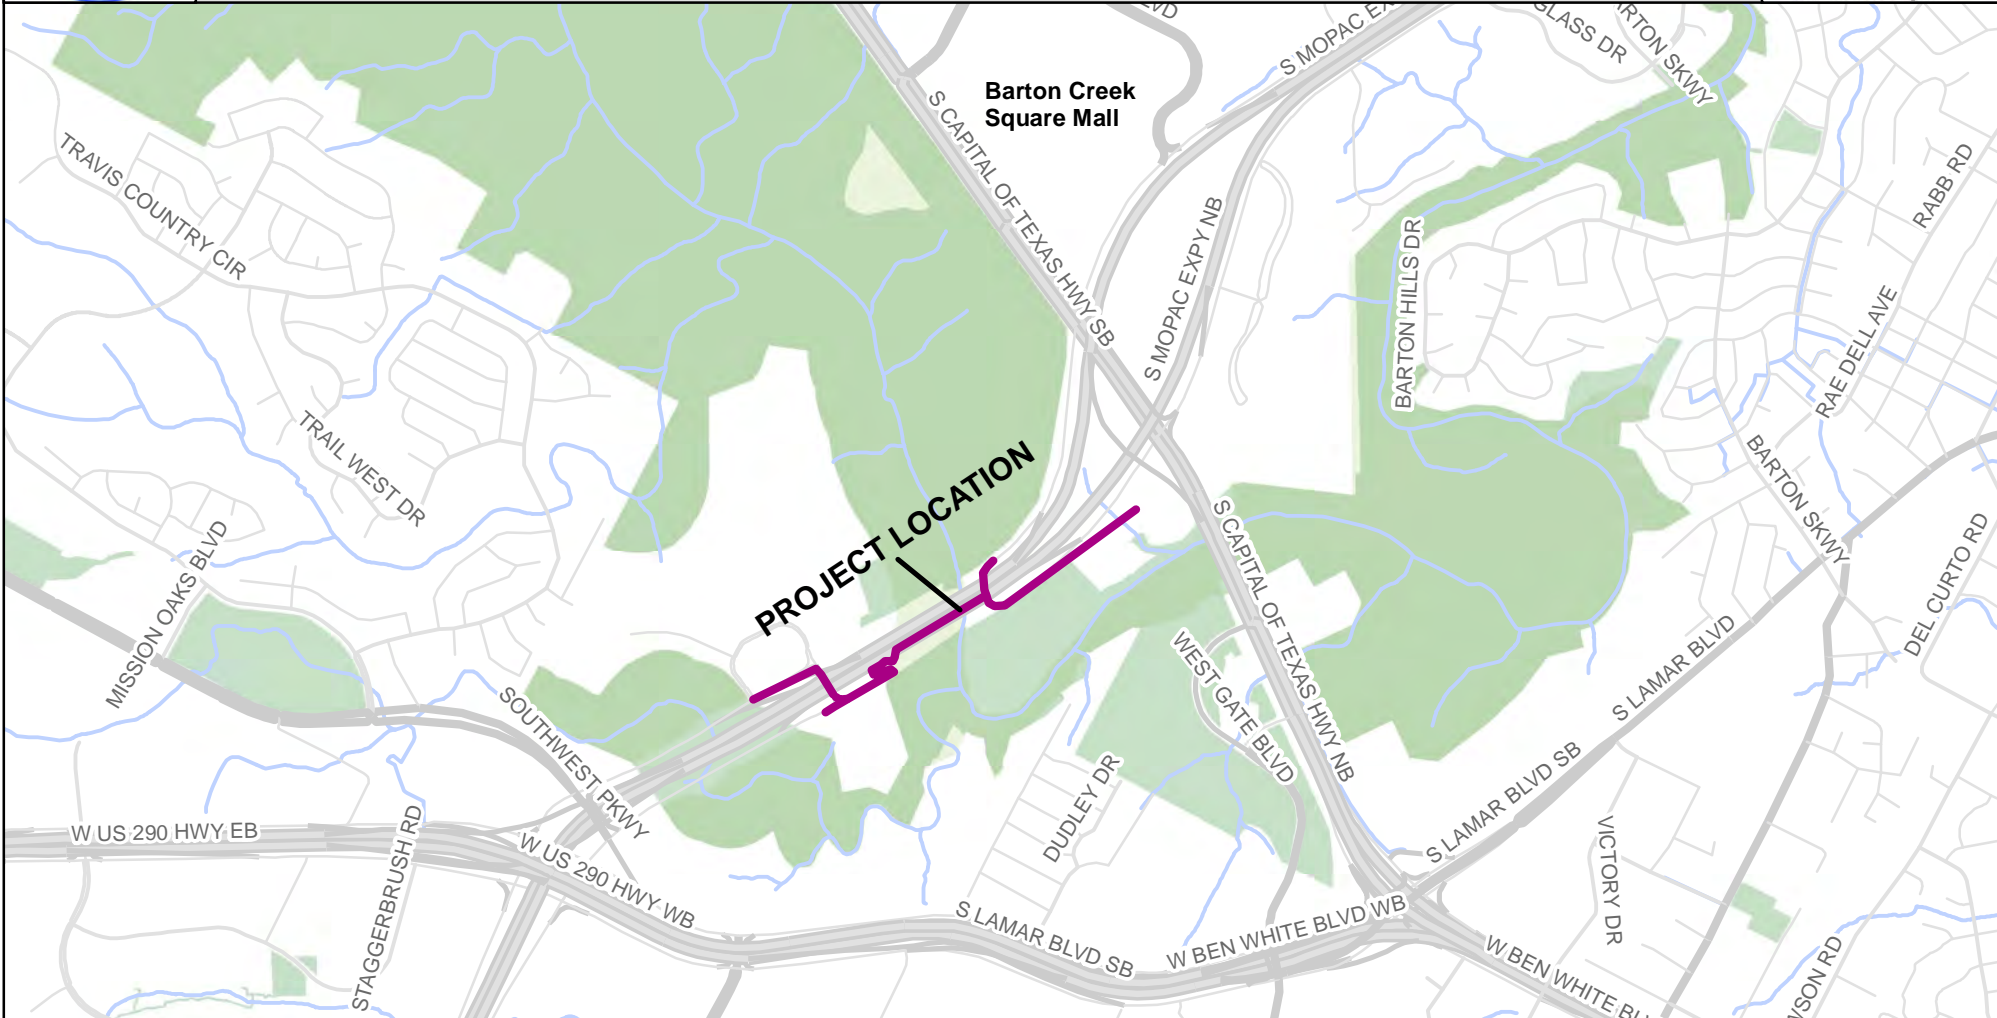 LVD
S MOPAC EX
GLASS DR
ARTON SKWY
Barton Creek
Square Mall
S CAPITAL OF TEXAS HWY SB
TRAVIS COUNTRY CIR
RABB RD
S MOPAC EXPY NB
BARTON HILLS DR
RAE DELL AVE
TRAIL WEST DR
PROJECT LOCATION
BARTON SKWY
S CAPITAL OF TEXAS HWY NB
DEL CURTO RD
MISSION OAKS BLVD
WEST GATE BLVD
S LAMAR BLVD
SOUTHWEST PKWY
DUDLEY DR
S LAMAR BLVD SB
W US 290 HWY EB
STAGGERBRUSH RD
W US 290 HWY WB
VICTORY DR
S LAMAR BLVD SB
W BEN WHITE BLVD WB
W BEN WHITE BL
WSON RD